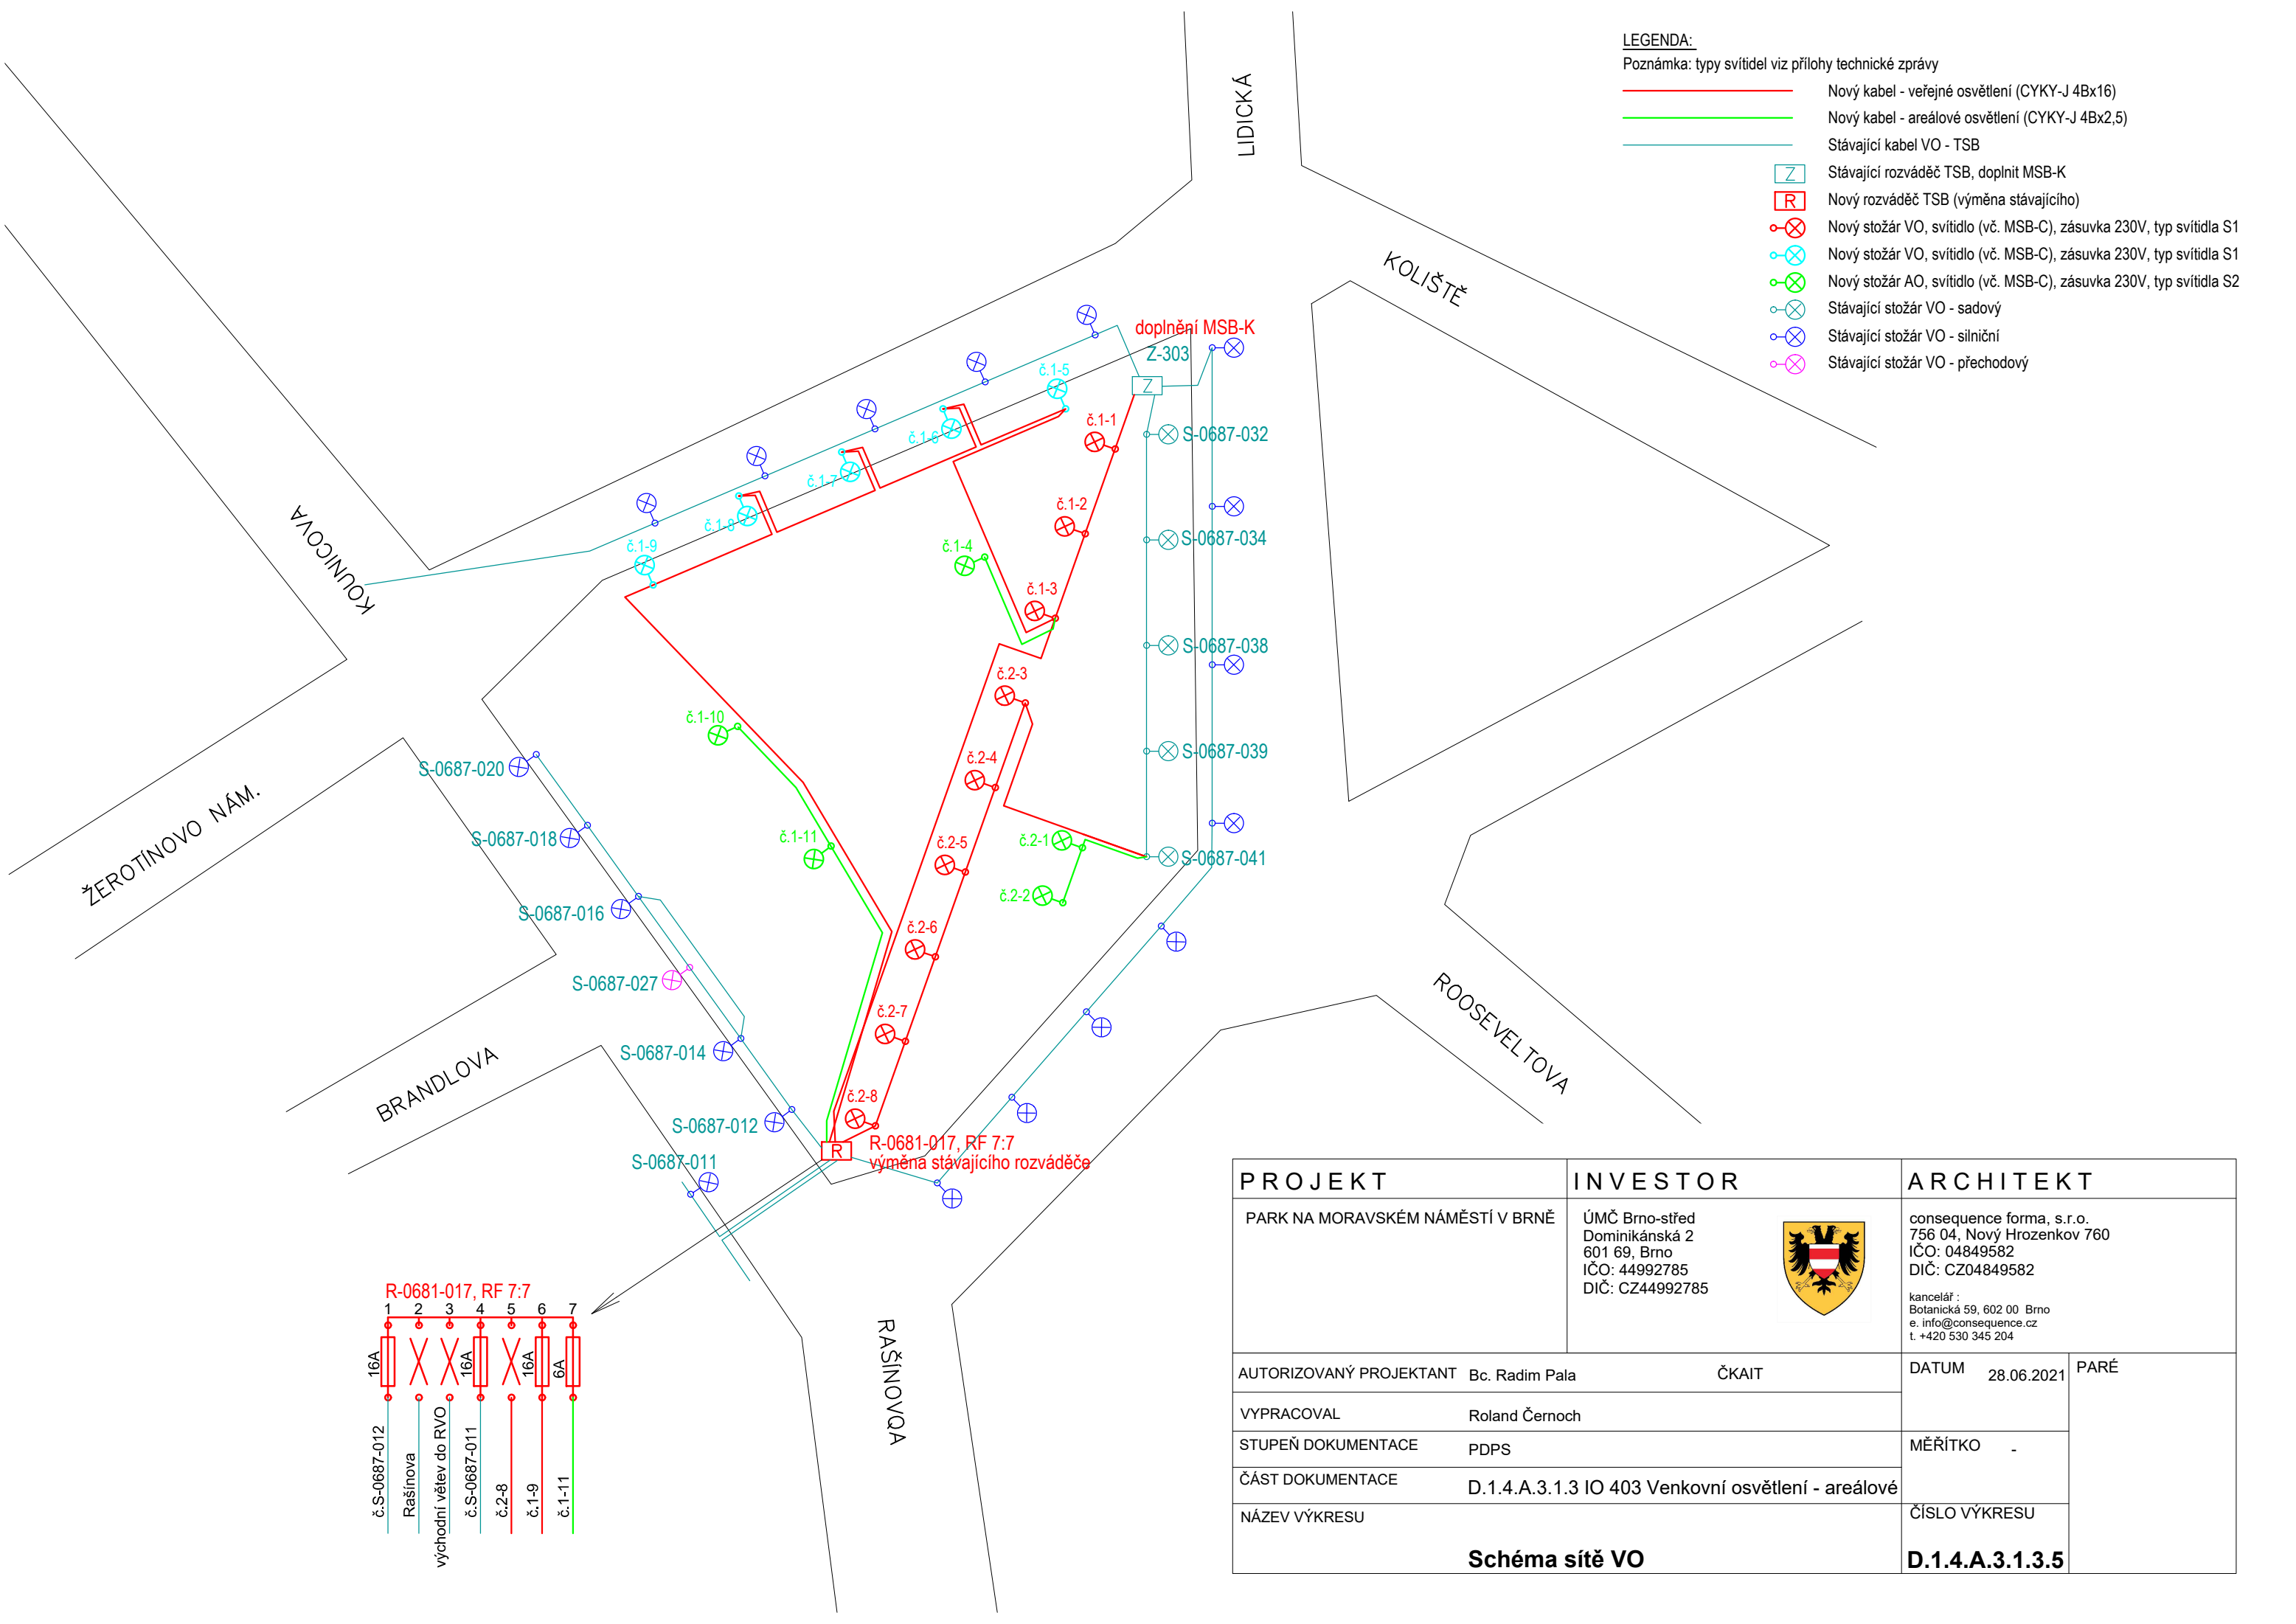 LEGENDA:
Poznámka: typy svítidel viz přílohy technické zprávy
Nový kabel - veřejné osvětlení (CYKY-J 4Bx16)
Nový kabel - areálové osvětlení (CYKY-J 4Bx2,5)
Stávající kabel VO - TSB
Z Stávající rozváděč TSB, doplnit MSB-K
R Nový rozváděč TSB (výměna stávajícího)
Nový stožár VO, svítidlo (vč. MSB-C), zásuvka 230V, typ svítidla S1
Nový stožár VO, svítidlo (vč. MSB-C), zásuvka 230V, typ svítidla S1
Nový stožár AO, svítidlo (vč. MSB-C), zásuvka 230V, typ svítidla S2
Stávající stožár VO - sadový
Stávající stožár VO - silniční
Stávající stožár VO - přechodový
LIDICKÁ
KOLIŠTĚ
KOUNICOVA
ŽEROTÍNOVO NÁM.
BRANDLOVA
ROOSEVELTOVA
RAŠÍNOVQA
doplnění MSB-K
Z-303
Z
č.1-5
č.1-6
č.1-7
č.1-8
č.1-9
č.1-1
č.1-2
č.1-3
č.1-4
S-0687-032
S-0687-034
S-0687-038
S-0687-039
S-0687-041
č.2-3
č.2-4
č.2-5
č.2-6
č.2-7
č.2-8
č.2-1
č.2-2
č.1-10
č.1-11
S-0687-020
S-0687-018
S-0687-016
S-0687-027
S-0687-014
S-0687-012
S-0687-011
R
R-0681-017, RF 7:7
výměna stávajícího rozváděče
R-0681-017, RF 7:7
1 2 3 4 5 6 7
16A
16A
16A
6A
č.S-0687-012
Rašínova
východní větev do RVO
č.S-0687-011
č.2-8
č.1-9
č.1-11
PROJEKT
PARK NA MORAVSKÉM NÁMĚSTÍ V BRNĚ
INVESTOR
ÚMČ Brno-střed
Dominikánská 2
601 69, Brno
IČO: 44992785
DIČ: CZ44992785
ARCHITEKT
consequence forma, s.r.o.
756 04, Nový Hrozenkov 760
IČO: 04849582
DIČ: CZ04849582
kancelář :
Botanická 59, 602 00 Brno
e. info@consequence.cz
t. +420 530 345 204
AUTORIZOVANÝ PROJEKTANT Bc. Radim Pala ČKAIT
DATUM 28.06.2021
PARÉ
VYPRACOVAL Roland Černoch
STUPEŇ DOKUMENTACE PDPS
MĚŘÍTKO -
ČÁST DOKUMENTACE D.1.4.A.3.1.3 IO 403 Venkovní osvětlení - areálové
NÁZEV VÝKRESU
Schéma sítě VO
ČÍSLO VÝKRESU
D.1.4.A.3.1.3.5